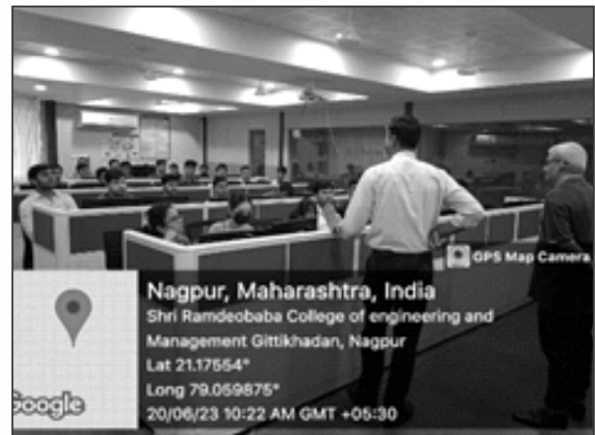 GPS Map Camera
Nagpur, Maharashtra, India
Shri Ramdeobaba College of engineering and
Management Gittikhadan, Nagpur
Lat 21.17554°
Long 79.059875°
20/06/23 10:22 AM GMT +05:30
Google